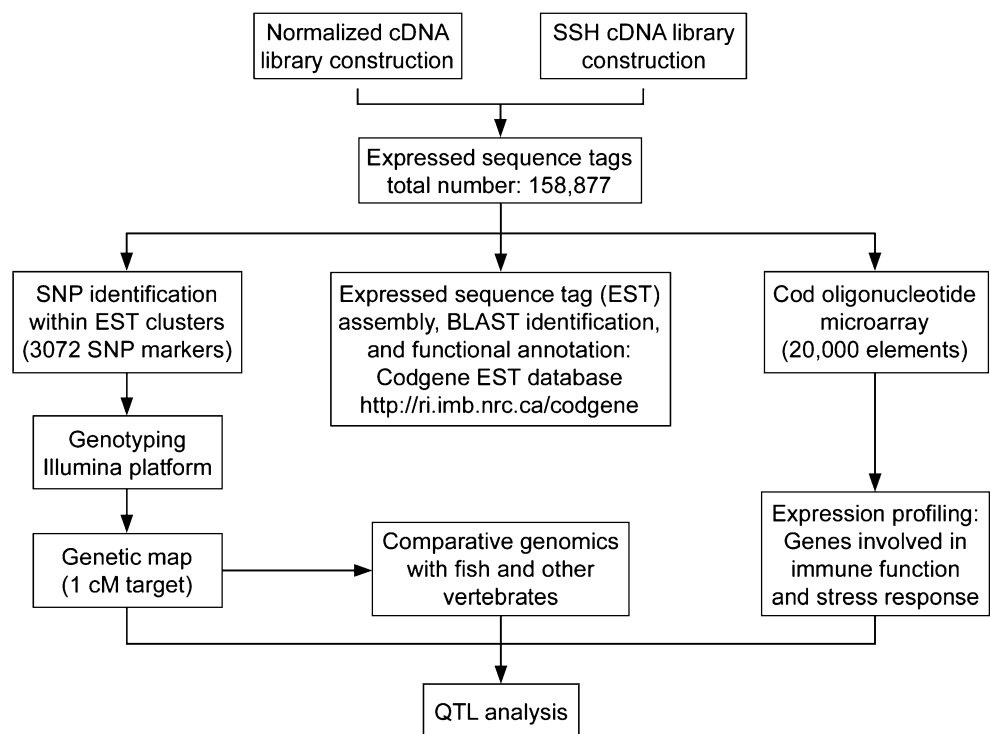 Normalized cDNA
library construction
SSH cDNA library
construction
Expressed sequence tags
total number: 158,877
SNP identification
within EST clusters
(3072 SNP markers)
Expressed sequence tag (EST)
assembly, BLAST identification,
and functional annotation:
Codgene EST database
http://ri.imb.nrc.ca/codgene
Cod oligonucleotide
microarray
(20,000 elements)
Genotyping
Illumina platform
Genetic map
(1 cM target)
Comparative genomics
with fish and other
vertebrates
Expression profiling:
Genes involved in
immune function
and stress response
QTL analysis